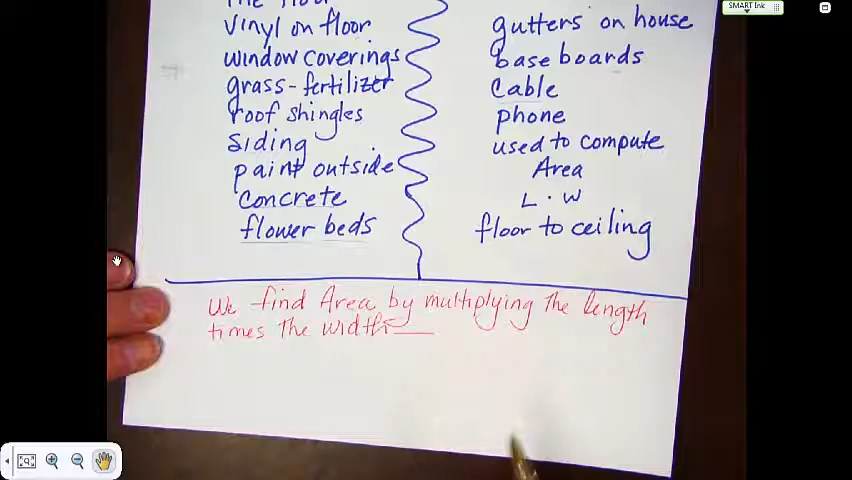 vinyl on floor
window coverings
grass-fertilizer
roof shingles
siding
paint outside
concrete
flower beds
gutters on house
base boards
cable
phone
used to compute
Area
L · W
floor to ceiling
We find Area by multiplying the length
times the width
SMART Ink